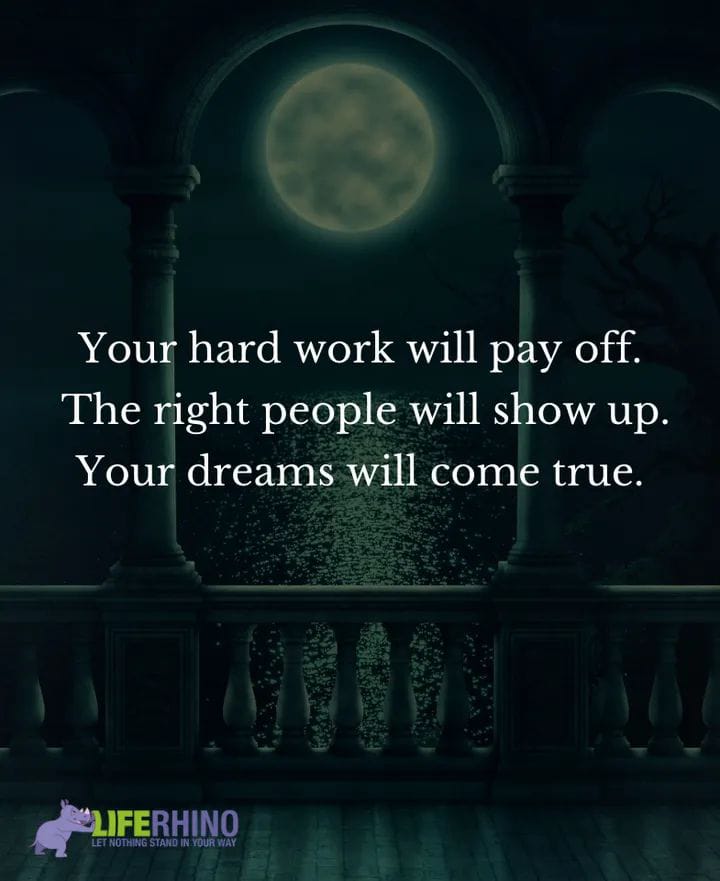 Your hard work will pay off.
The right people will show up.
Your dreams will come true.
LIFERHINO
LET NOTHING STAND IN YOUR WAY